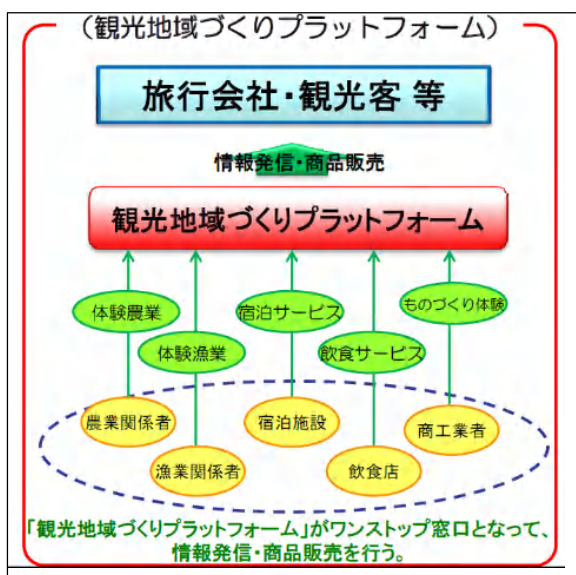 (観光地域づくりプラットフォーム)
旅行会社・観光客 等
情報発信・商品販売
観光地域づくりプラットフォーム
体験農業
宿泊サービス
ものづくり体験
体験漁業
飲食サービス
農業関係者
宿泊施設
商工業者
漁業関係者
飲食店
「観光地域づくりプラットフォーム」がワンストップ窓口となって、
情報発信・商品販売を行う。